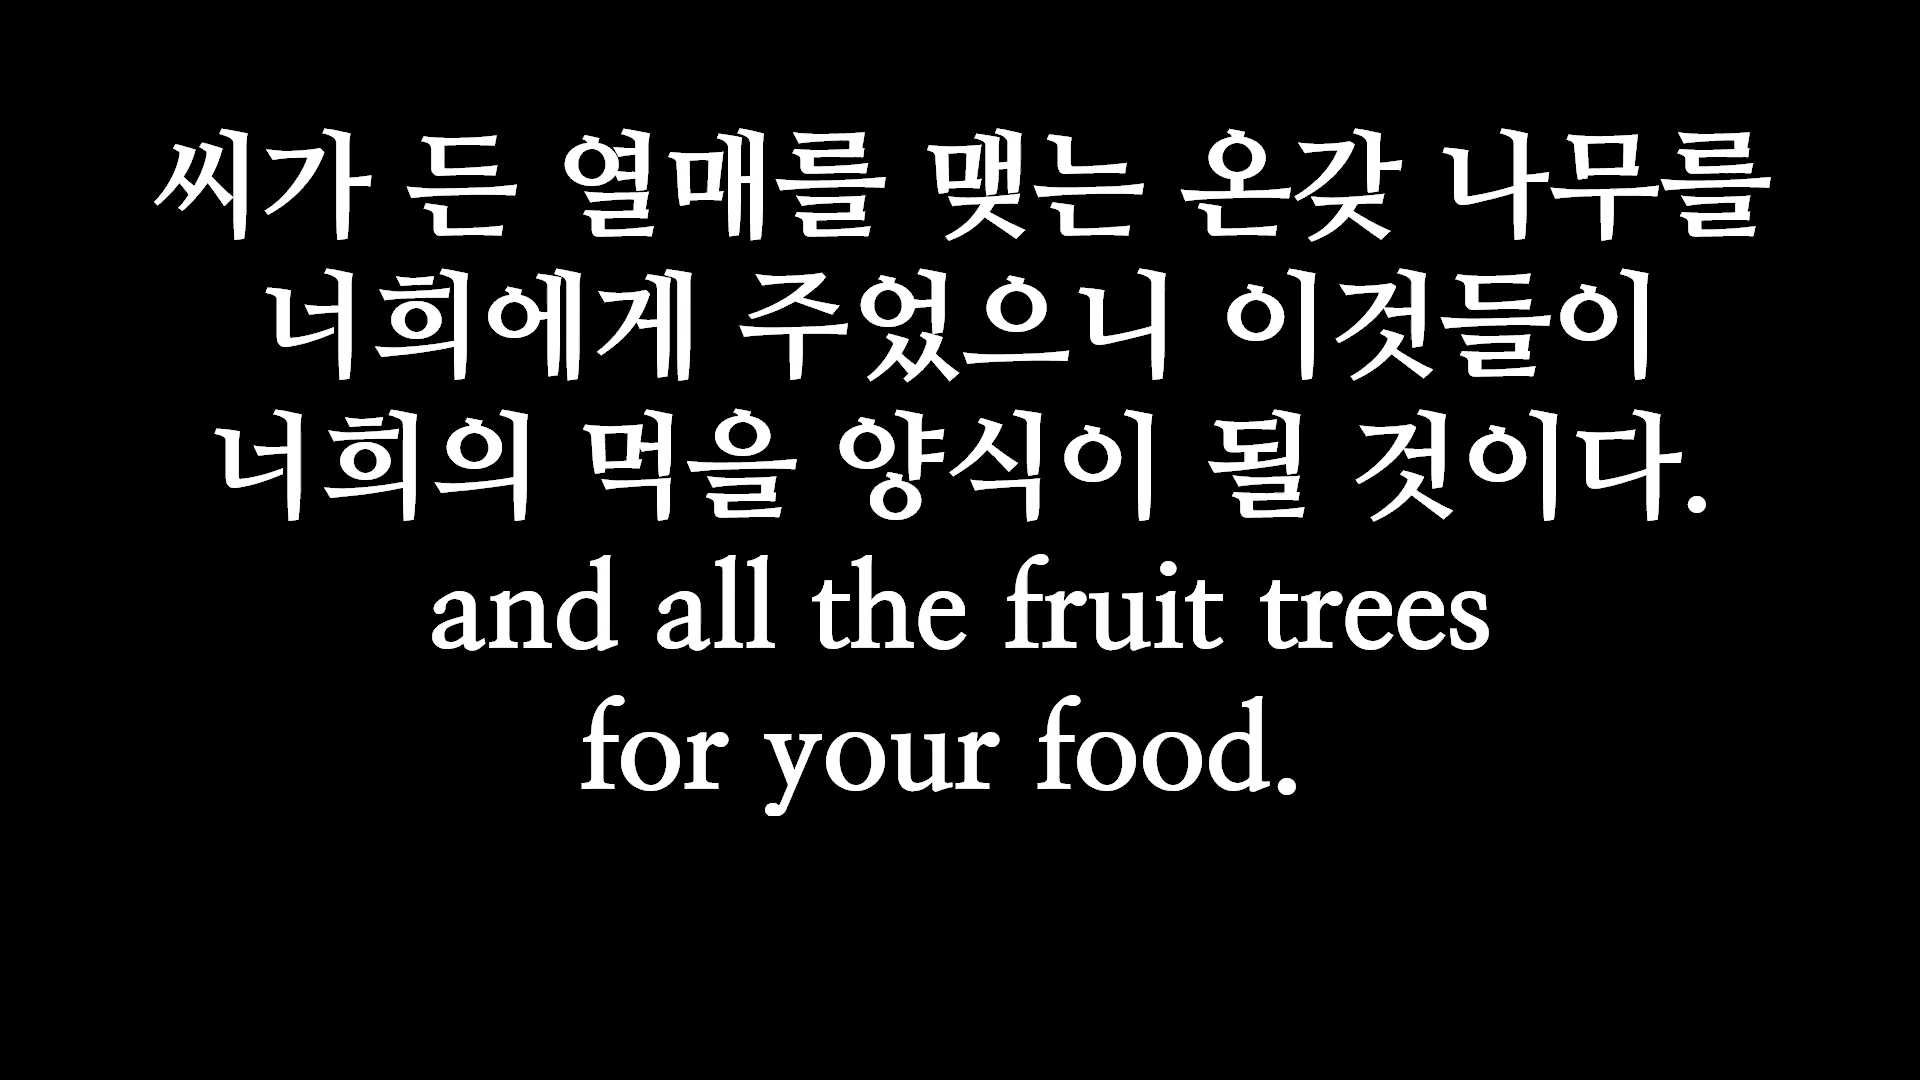 씨가 든 열매를 맺는 온갖 나무를
너희에게 주었으니 이것들이
너희의 먹을 양식이 될 것이다.
and all the fruit trees
for your food.